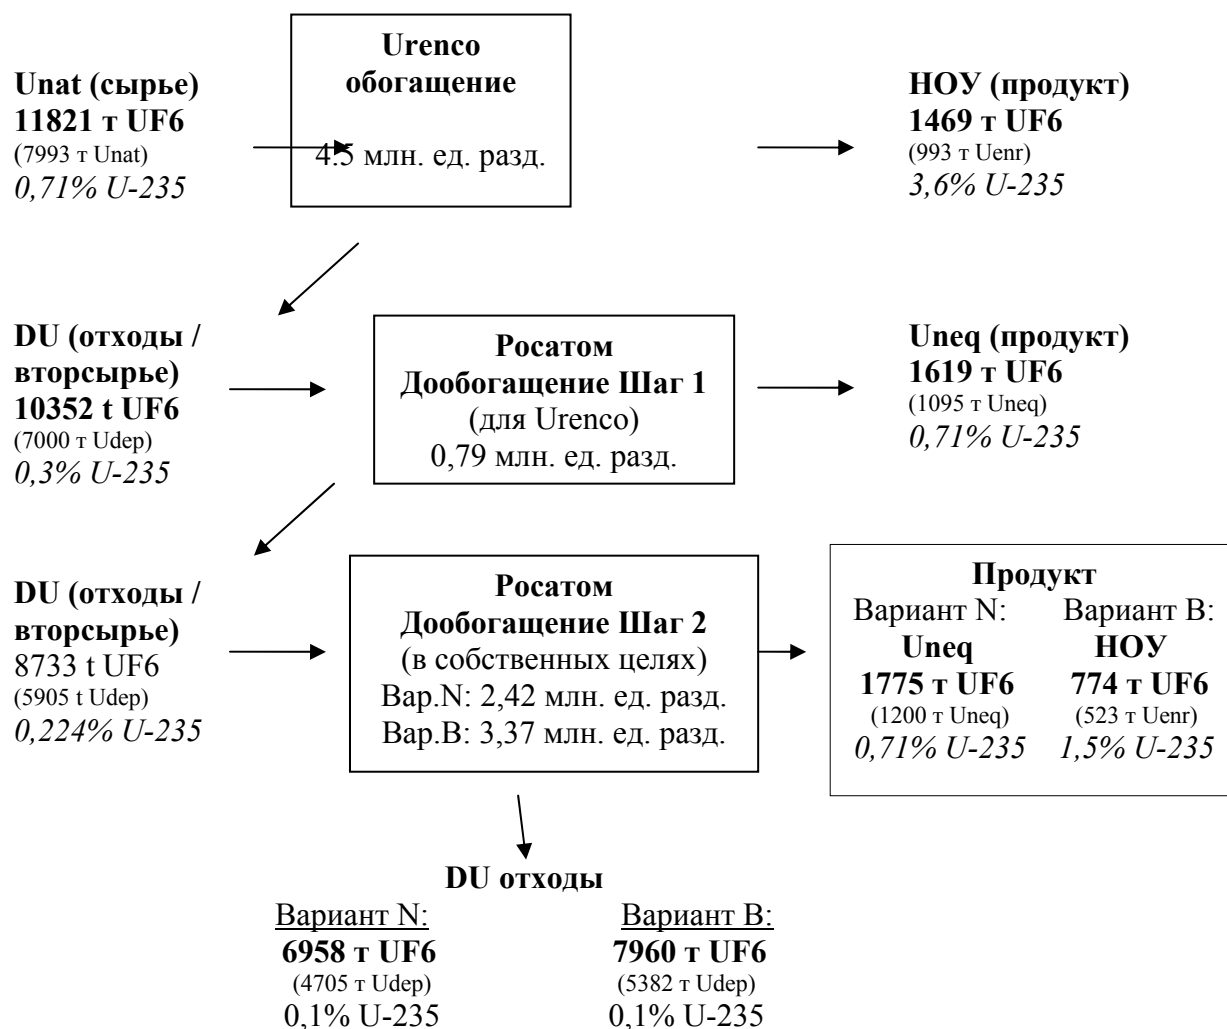 Urenco
обогащение
4.5 млн. ед. разд.
Unat (сырье)
11821 т UF6
(7993 т Unat)
0,71% U-235
НОУ (продукт)
1469 т UF6
(993 т Uenr)
3,6% U-235
DU (отходы /
вторсырье)
10352 t UF6
(7000 т Udep)
0,3% U-235
Росатом
Дообогащение Шаг 1
(для Urenco)
0,79 млн. ед. разд.
Uneq (продукт)
1619 т UF6
(1095 т Uneq)
0,71% U-235
DU (отходы /
вторсырье)
8733 t UF6
(5905 t Udep)
0,224% U-235
Росатом
Дообогащение Шаг 2
(в собственных целях)
Вар.N: 2,42 млн. ед. разд.
Вар.В: 3,37 млн. ед. разд.
Продукт
Вариант N:
Uneq
1775 т UF6
(1200 т Uneq)
0,71% U-235
Вариант В:
НОУ
774 т UF6
(523 т Uenr)
1,5% U-235
DU отходы
Вариант N:
6958 т UF6
(4705 т Udep)
0,1% U-235
Вариант В:
7960 т UF6
(5382 т Udep)
0,1% U-235